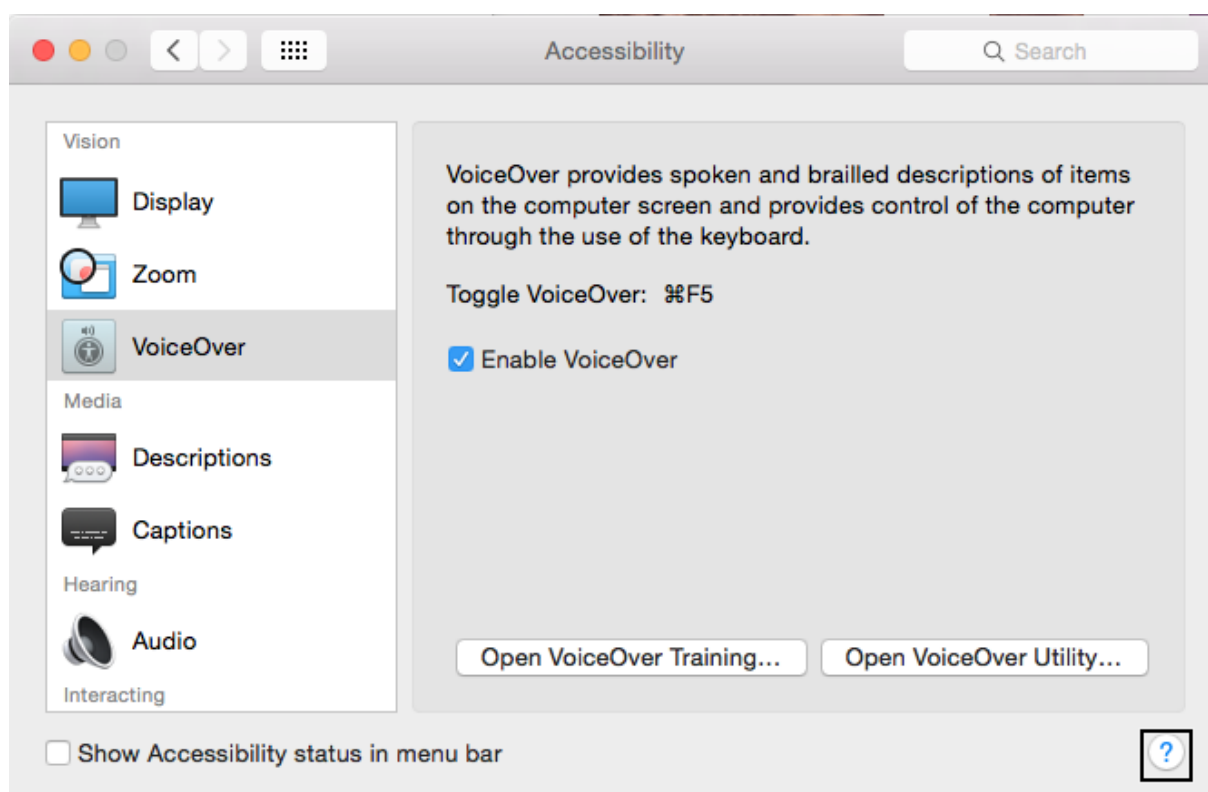 Accessibility
Search
Vision
Display
Zoom
VoiceOver
Media
Descriptions
Captions
Hearing
Audio
Interacting
VoiceOver provides spoken and brailled descriptions of items
on the computer screen and provides control of the computer
through the use of the keyboard.
Toggle VoiceOver: ⌘F5
Enable VoiceOver
Open VoiceOver Training...
Open VoiceOver Utility...
Show Accessibility status in menu bar
?